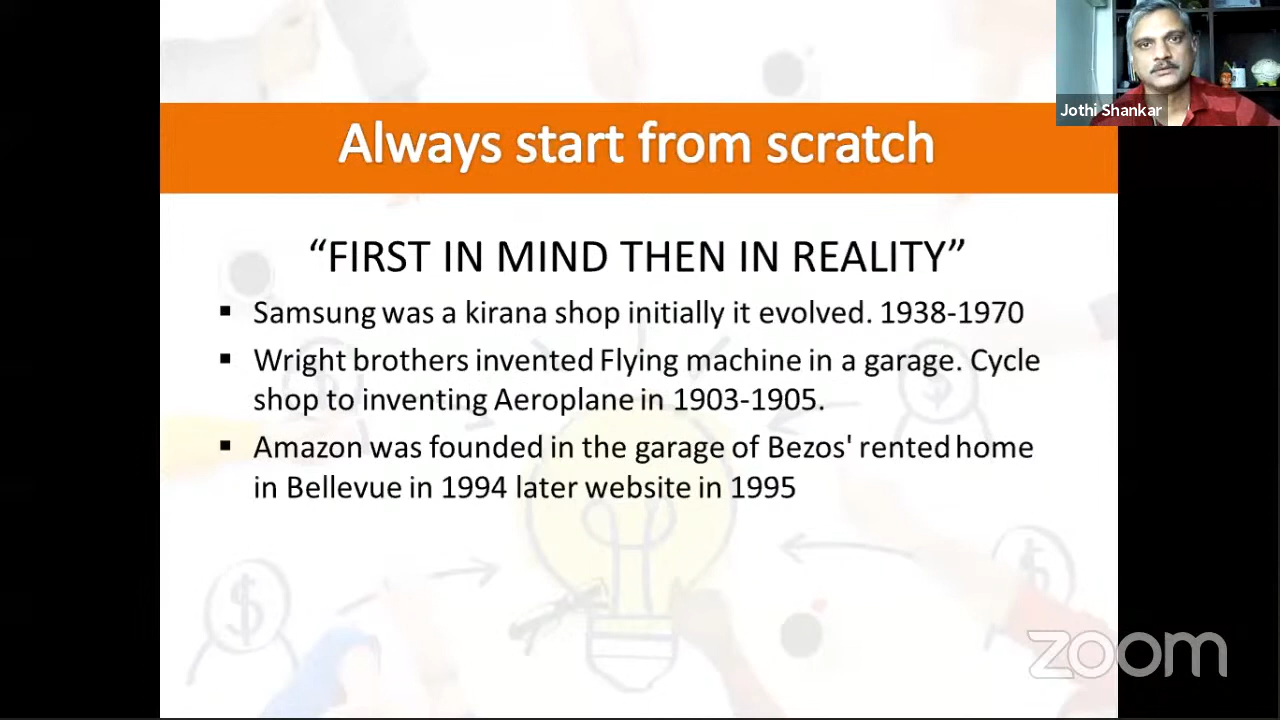 Jothi Shankar
Always start from scratch
“FIRST IN MIND THEN IN REALITY”
▪ Samsung was a kirana shop initially it evolved. 1938-1970
▪ Wright brothers invented Flying machine in a garage. Cycle
shop to inventing Aeroplane in 1903-1905.
▪ Amazon was founded in the garage of Bezos' rented home
in Bellevue in 1994 later website in 1995
zoom